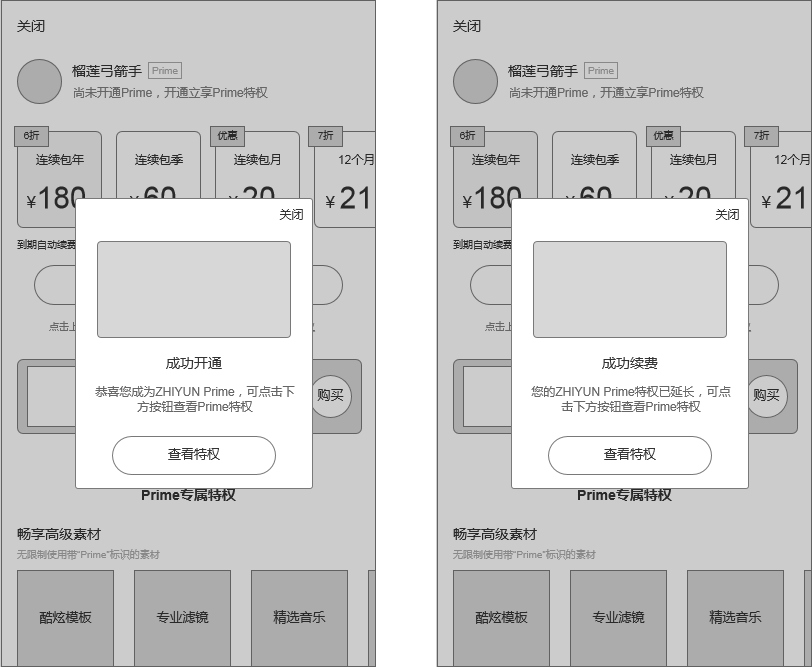 关闭
榴莲弓箭手 Prime
尚未开通Prime，开通立享Prime特权
6折 优惠 7折
连续包年 连续包季 连续包月 12个月
¥180 ¥60 ¥20 ¥21
关闭
到期自动续费
点击上
成功开通
恭喜您成为ZHIYUN Prime，可点击下
方按钮查看Prime特权
购买
查看特权
Prime专属特权
畅享高级素材
无限制使用带"Prime"标识的素材
酷炫模板 专业滤镜 精选音乐
关闭
榴莲弓箭手 Prime
尚未开通Prime，开通立享Prime特权
6折 优惠 7折
连续包年 连续包季 连续包月 12个月
¥180 ¥60 ¥20 ¥21
关闭
到期自动续费
点击上
成功续费
您的ZHIYUN Prime特权已延长，可点
击下方按钮查看Prime特权
购买
查看特权
Prime专属特权
畅享高级素材
无限制使用带"Prime"标识的素材
酷炫模板 专业滤镜 精选音乐